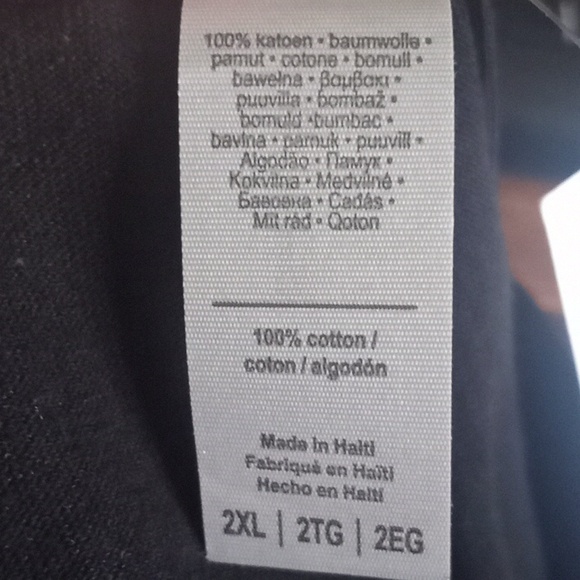 100% katoen • baumwolle •
pamut • cotone • bomull •
bawełna • βαμβακι •
puuvilla • bombaž •
bomuld •bumbac •
bavlna • pamuk • puuvill •
Algodão • Памук •
Kokvilna • Medvilnė •
Бавовна • Cadás •
Mit rád • Qoton
100% cotton /
coton / algodón
Made in Haiti
Fabriqué en Haïti
Hecho en Haití
2XL | 2TG | 2EG